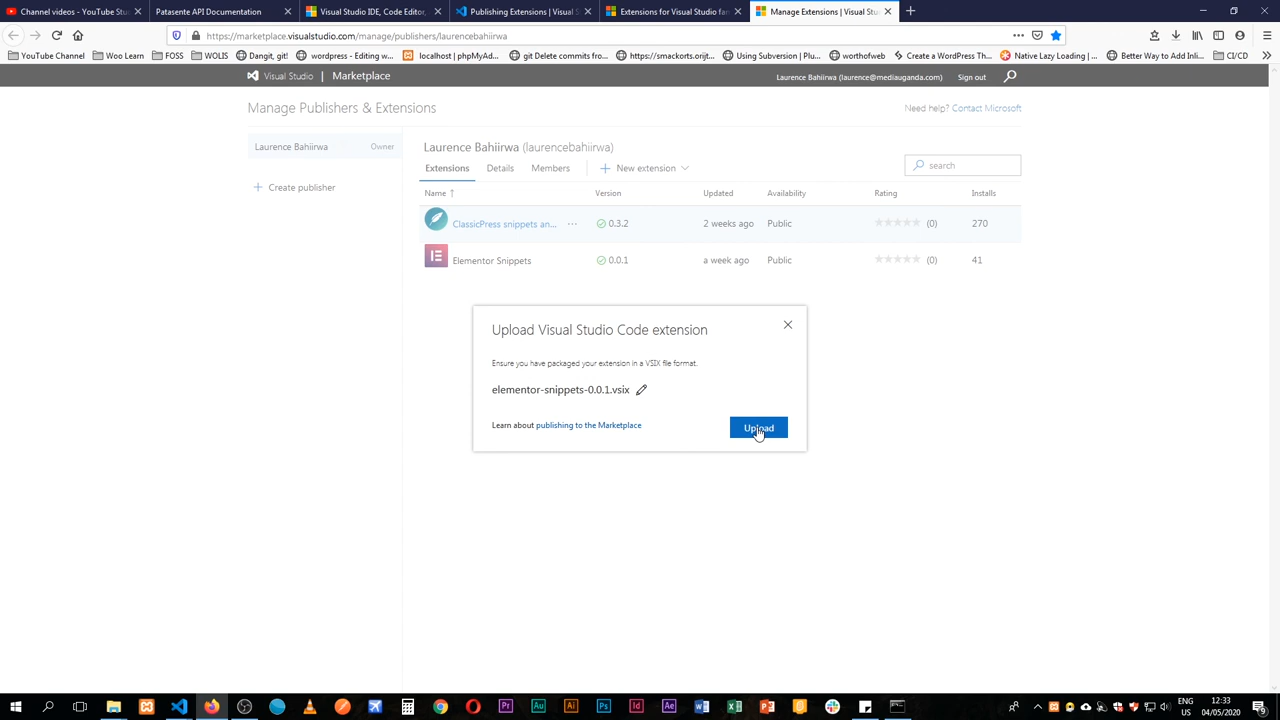 Channel videos - YouTube Stu
Patasente API Documentation
Visual Studio IDE, Code Editor,
Publishing Extensions | Visual S
Extensions for Visual Studio fa
Manage Extensions | Visual Stu
https://marketplace.visualstudio.com/manage/publishers/laurencebahiirwa
YouTube Channel
Woo Learn
FOSS
WOLIS
Dangit, git!
wordpress - Editing w...
localhost | phpMyAd...
git Delete commits fro...
https://smackorts.orijt...
Using Subversion | Plu...
worthofweb
Create a WordPress Th...
Native Lazy Loading | ...
Better Way to Add Inli...
CI/CD
Visual Studio | Marketplace
Laurence Bahiirwa (laurence@mediauganda.com)
Sign out
Manage Publishers & Extensions
Need help? Contact Microsoft
Laurence Bahiirwa Owner
Create publisher
Laurence Bahiirwa (laurencebahiirwa)
Extensions Details Members New extension
search
Name ↑ Version Updated Availability Rating Installs
ClassicPress snippets an... ... 0.3.2 2 weeks ago Public (0) 270
Elementor Snippets 0.0.1 a week ago Public (0) 41
Upload Visual Studio Code extension
Ensure you have packaged your extension in a VSIX file format.
elementor-snippets-0.0.1.vsix
Learn about publishing to the Marketplace
Upload
ENG
US
12:33
04/05/2020